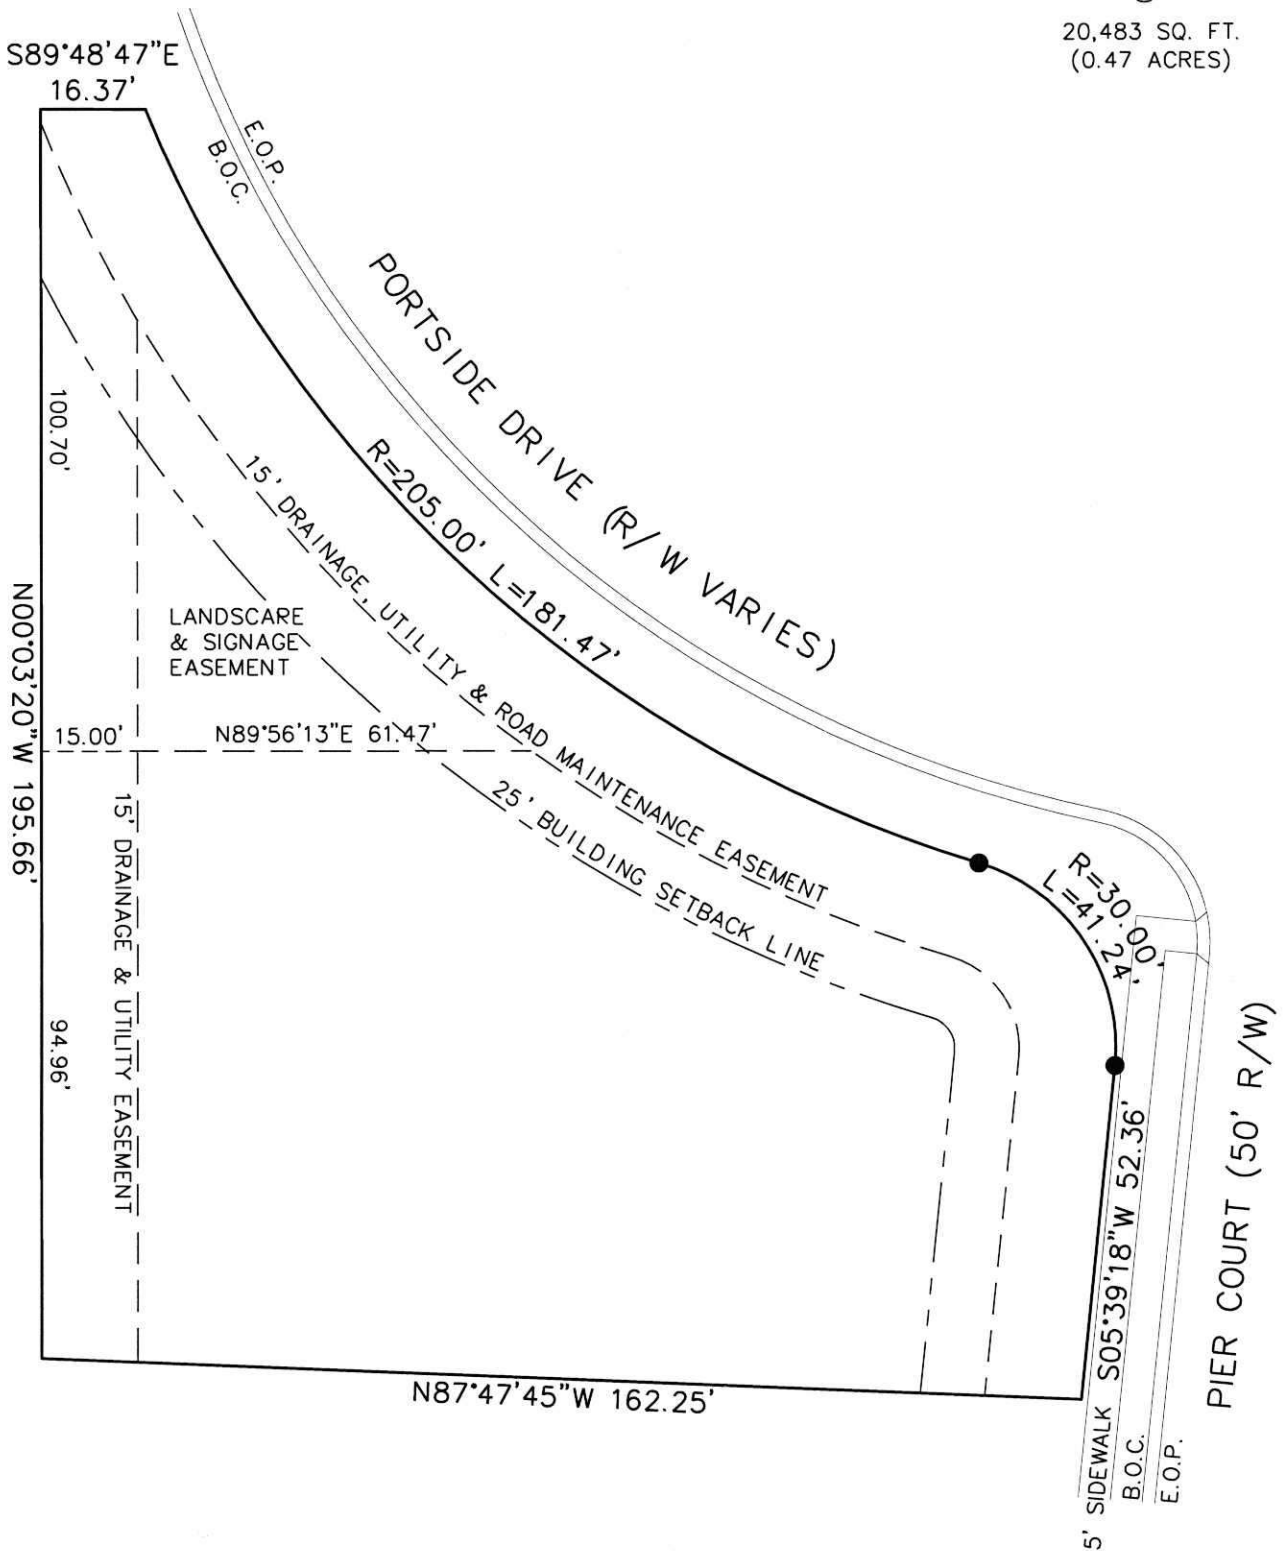 20,483 SQ. FT.
(0.47 ACRES)
S89°48'47"E
16.37'
E.O.P.
B.O.C.
PORTSIDE DRIVE (R/W VARIES)
R=205.00' L=181.47'
15' DRAINAGE, UTILITY & ROAD MAINTENANCE EASEMENT
100.70'
LANDSCARE
& SIGNAGE
EASEMENT
N00°03'20"W 195.66'
15.00'
N89°56'13"E 61.47'
25' BUILDING SETBACK LINE
15' DRAINAGE & UTILITY EASEMENT
94.96'
R=30.00'
L=41.24'
S05°39'18"W 52.36'
PIER COURT (50' R/W)
N87°47'45"W 162.25'
5' SIDEWALK
B.O.C.
E.O.P.